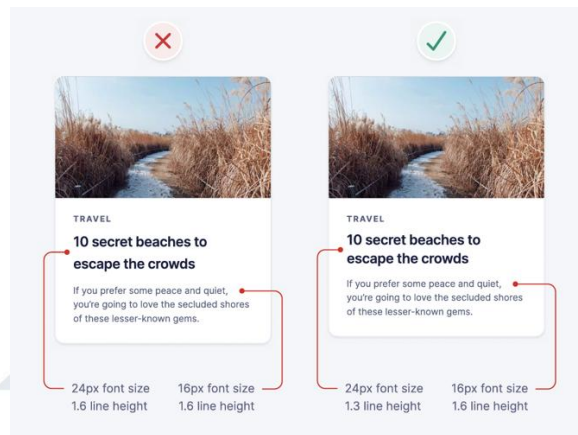 TRAVEL
10 secret beaches to
escape the crowds
If you prefer some peace and quiet,
you're going to love the secluded shores
of these lesser-known gems.
24px font size
1.6 line height
16px font size
1.6 line height
TRAVEL
10 secret beaches to
escape the crowds
If you prefer some peace and quiet,
you're going to love the secluded shores
of these lesser-known gems.
24px font size
1.3 line height
16px font size
1.6 line height